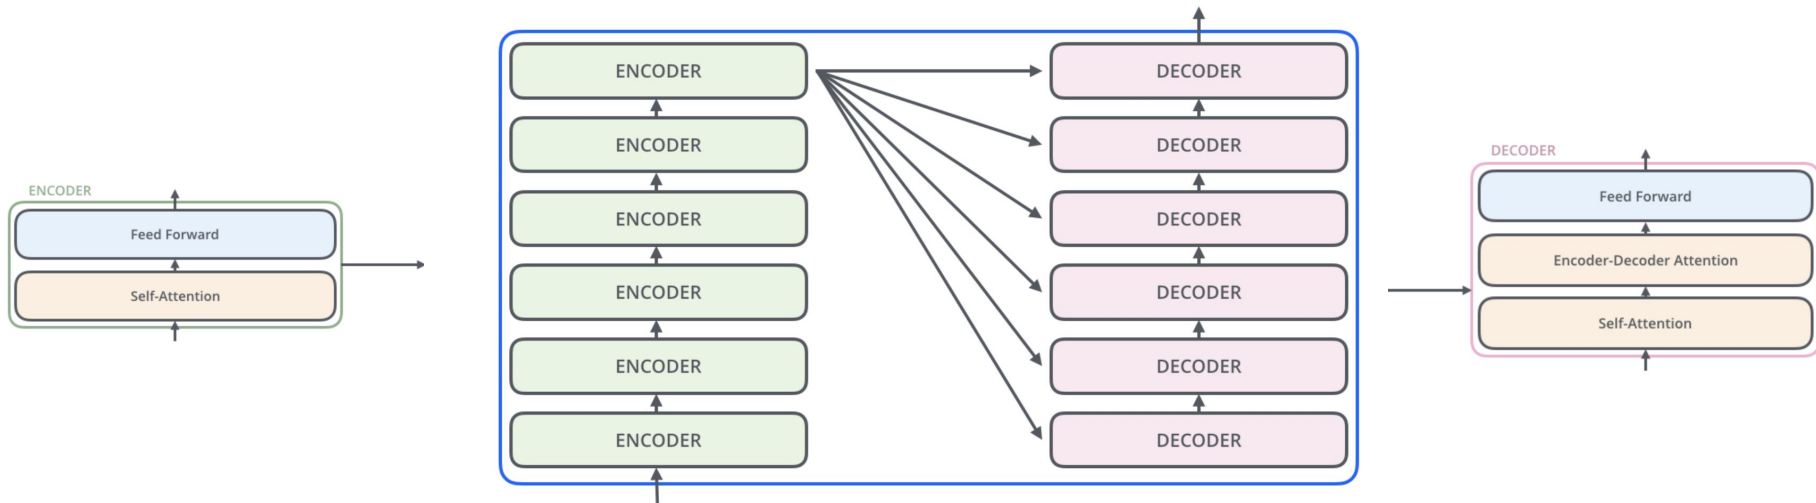 ENCODER
Feed Forward
Self-Attention
ENCODER
ENCODER
ENCODER
ENCODER
ENCODER
ENCODER
DECODER
DECODER
DECODER
DECODER
DECODER
DECODER
DECODER
Feed Forward
Encoder-Decoder Attention
Self-Attention